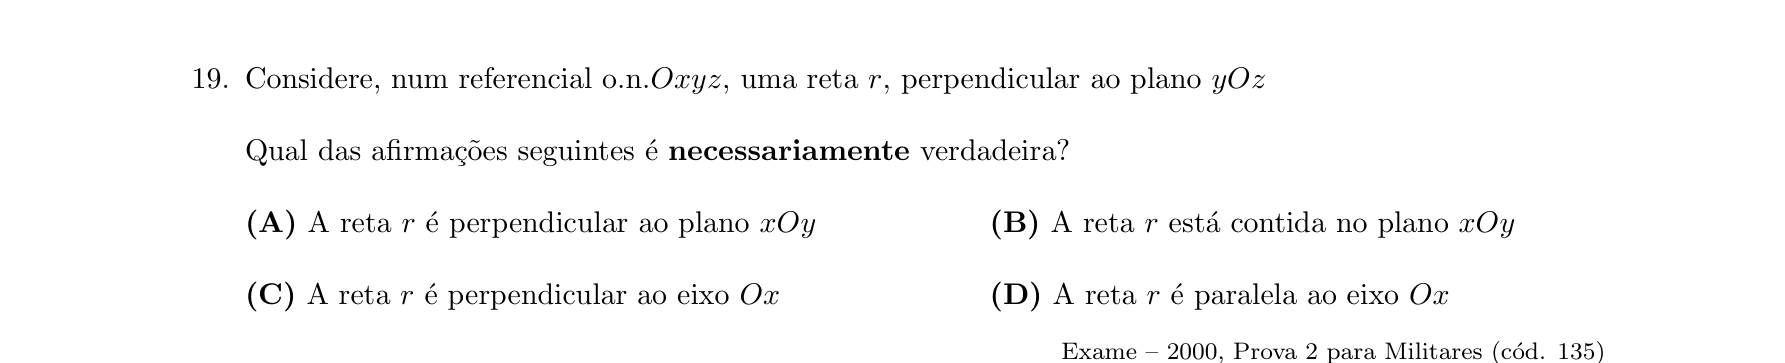 19. Considere, num referencial o.n.Oxyz, uma reta r, perpendicular ao plano yOz
Qual das afirmações seguintes é necessariamente verdadeira?
(A) A reta r é perpendicular ao plano xOy (B) A reta r está contida no plano xOy
(C) A reta r é perpendicular ao eixo Ox (D) A reta r é paralela ao eixo Ox
Exame – 2000, Prova 2 para Militares (cód. 135)